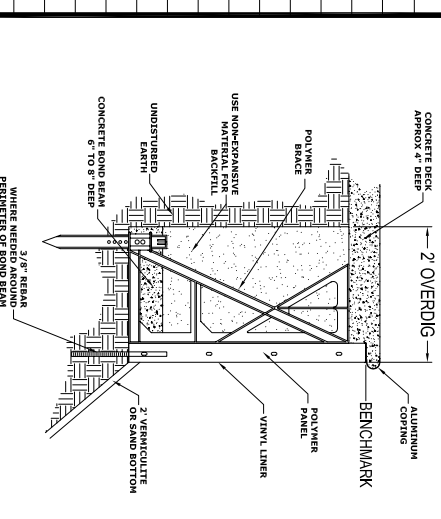 CONCRETE DECK
APPROX 4" DEEP
2' OVERDIG
ALUMINUM
COPING
BENCHMARK
POLYMER
BRACE
USE NON-EXPANSIVE
MATERIAL FOR
BACKFILL
UNDISTURBED
EARTH
CONCRETE BOND BEAM
6" TO 8" DEEP
3/8" REBAR
WHERE NEEDED AROUND
PERIMETER OF BOND BEAM
POLYMER
PANEL
VINYL LINER
2' VERMICULITE
OR SAND BOTTOM